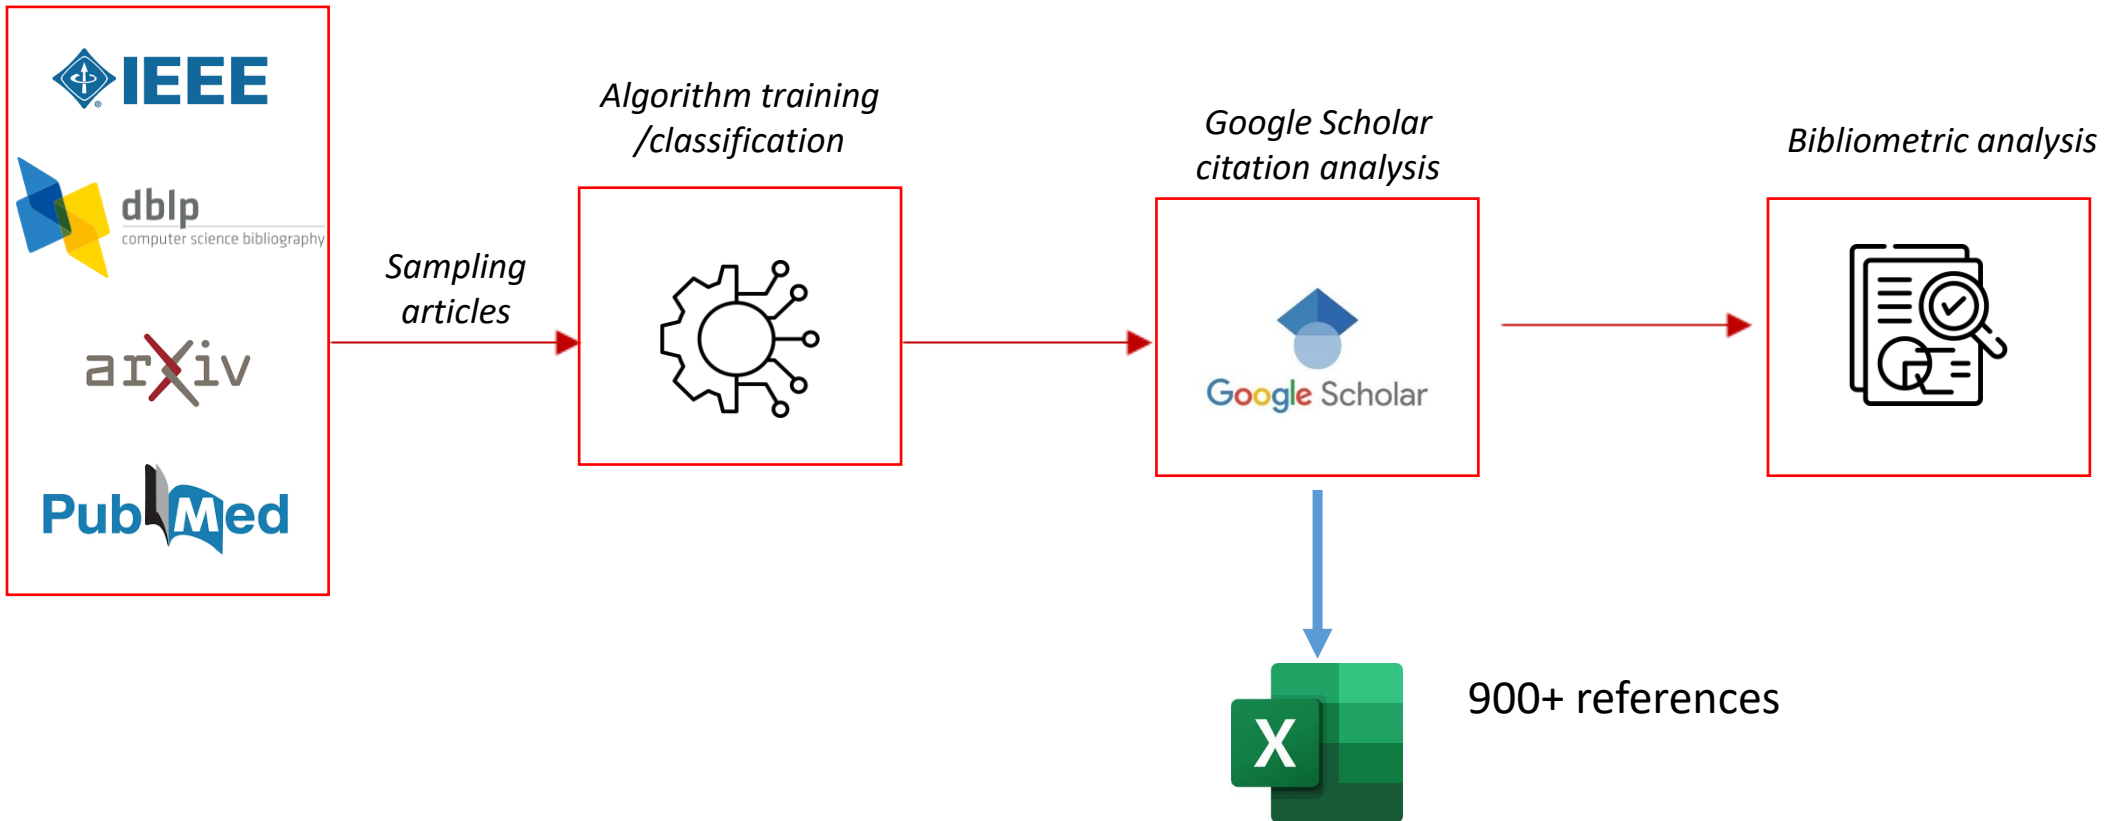 IEEE
dblp
computer science bibliography
arXiv
PubMed
Sampling
articles
Algorithm training
/classification
Google Scholar
citation analysis
Google Scholar
Bibliometric analysis
X
900+ references